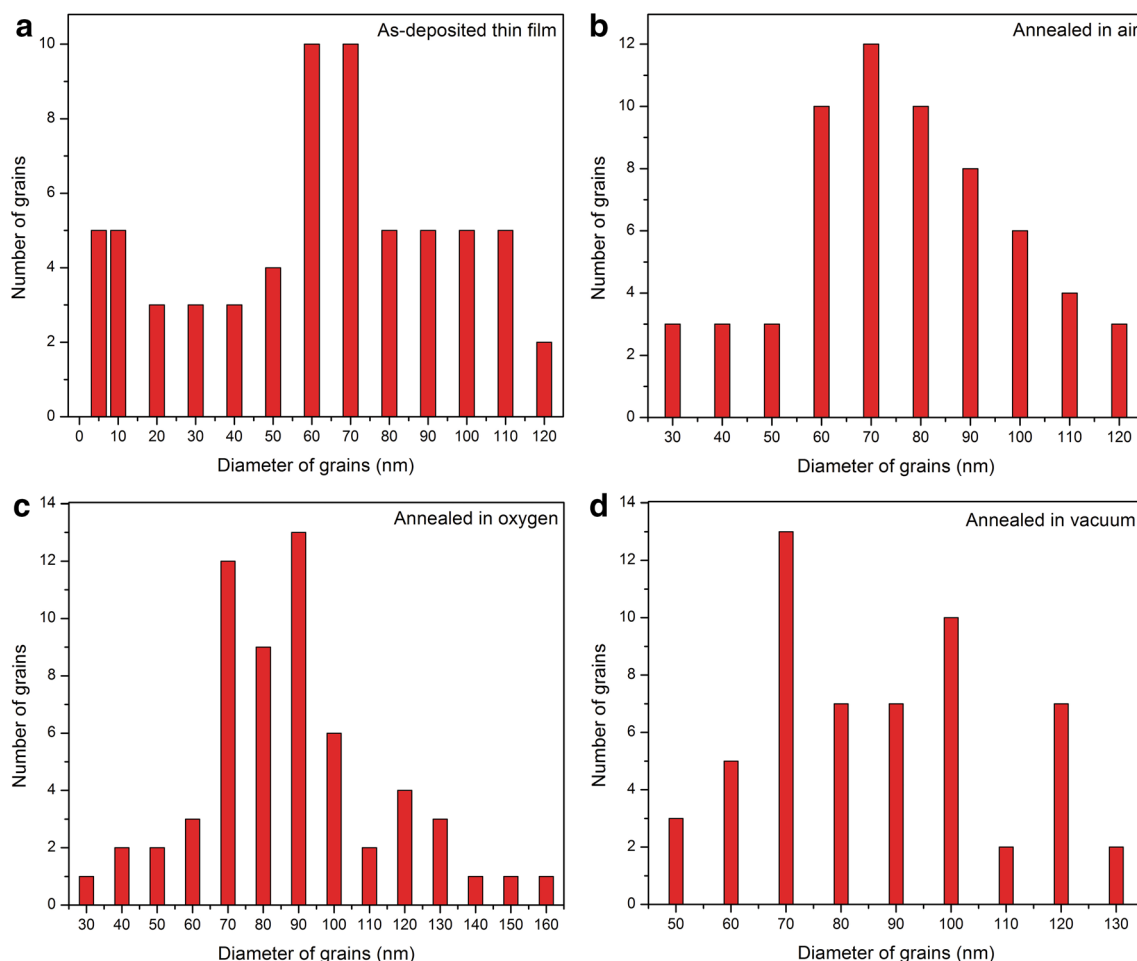 a
As-deposited thin film
10
8
6
4
2
0
0 10 20 30 40 50 60 70 80 90 100 110 120
Number of grains
Diameter of grains (nm)
b
Annealed in air
12
10
8
6
4
2
0
30 40 50 60 70 80 90 100 110 120
Number of grains
Diameter of grains (nm)
c
Annealed in oxygen
14
12
10
8
6
4
2
0
30 40 50 60 70 80 90 100 110 120 130 140 150 160
Number of grains
Diameter of grains (nm)
d
Annealed in vacuum
14
12
10
8
6
4
2
0
50 60 70 80 90 100 110 120 130
Number of grains
Diameter of grains (nm)